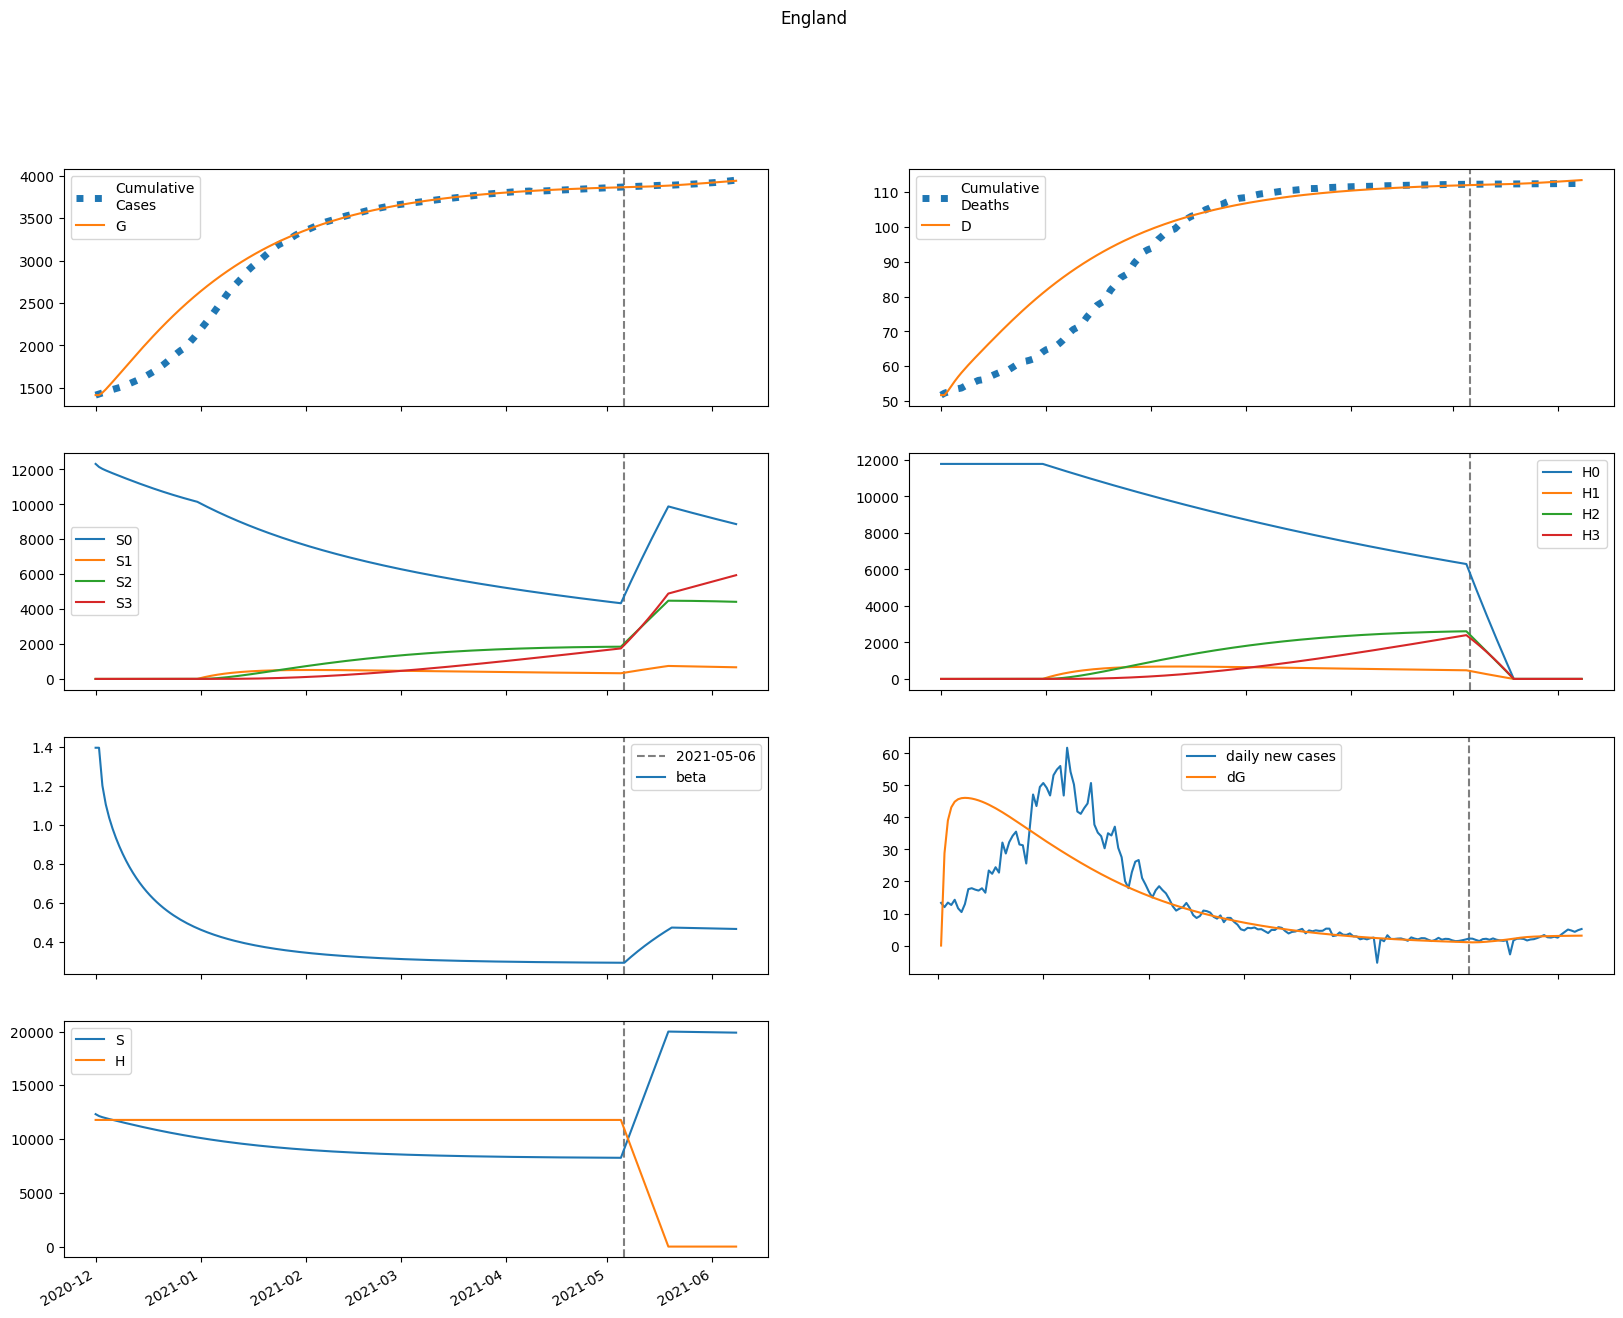 England
4000
3500
3000
2500
2000
1500
Cumulative
Cases
G
110
100
90
80
70
60
50
Cumulative
Deaths
D
12000
10000
8000
6000
4000
2000
0
S0
S1
S2
S3
12000
10000
8000
6000
4000
2000
0
H0
H1
H2
H3
1.4
1.2
1.0
0.8
0.6
0.4
2021-05-06
beta
60
50
40
30
20
10
0
daily new cases
dG
20000
15000
10000
5000
0
S
H
2020-12
2021-01
2021-02
2021-03
2021-04
2021-05
2021-06